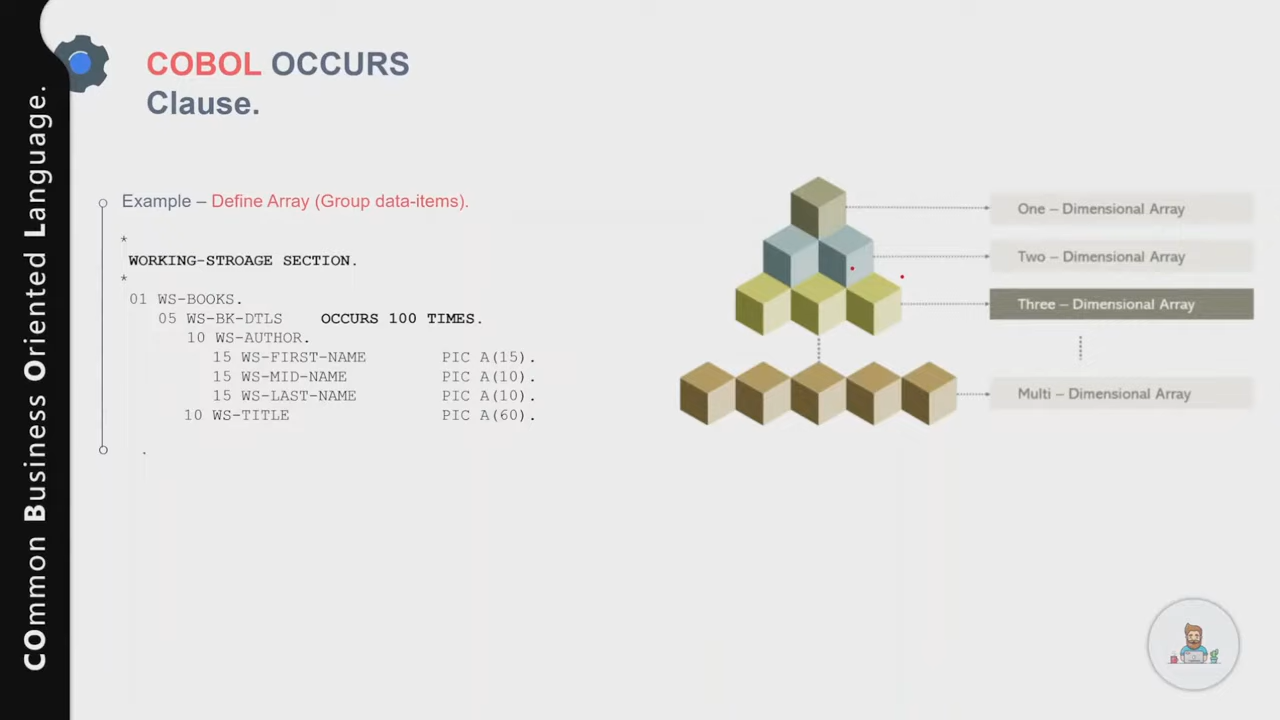 COmmon Business Oriented Language.
COBOL OCCURS
Clause.
Example – Define Array (Group data-items).
*
WORKING-STROAGE SECTION.
*
01 WS-BOOKS.
05 WS-BK-DTLS OCCURS 100 TIMES.
10 WS-AUTHOR.
15 WS-FIRST-NAME PIC A(15).
15 WS-MID-NAME PIC A(10).
15 WS-LAST-NAME PIC A(10).
10 WS-TITLE PIC A(60).
.
One – Dimensional Array
Two – Dimensional Array
Three – Dimensional Array
Multi – Dimensional Array